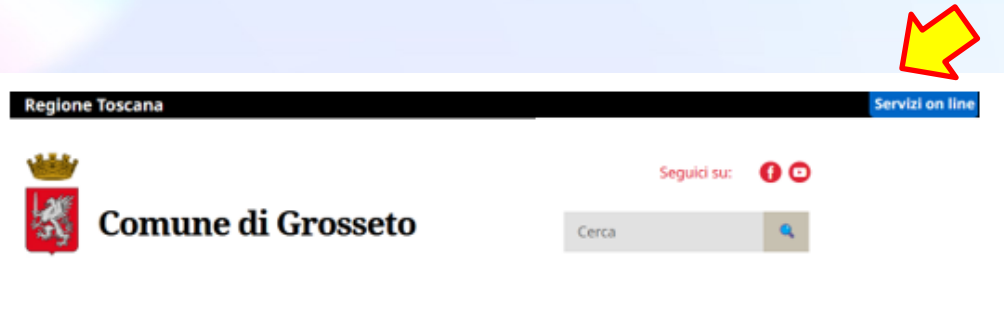 Regione Toscana
Servizi on line
Seguici su:
Comune di Grosseto
Cerca